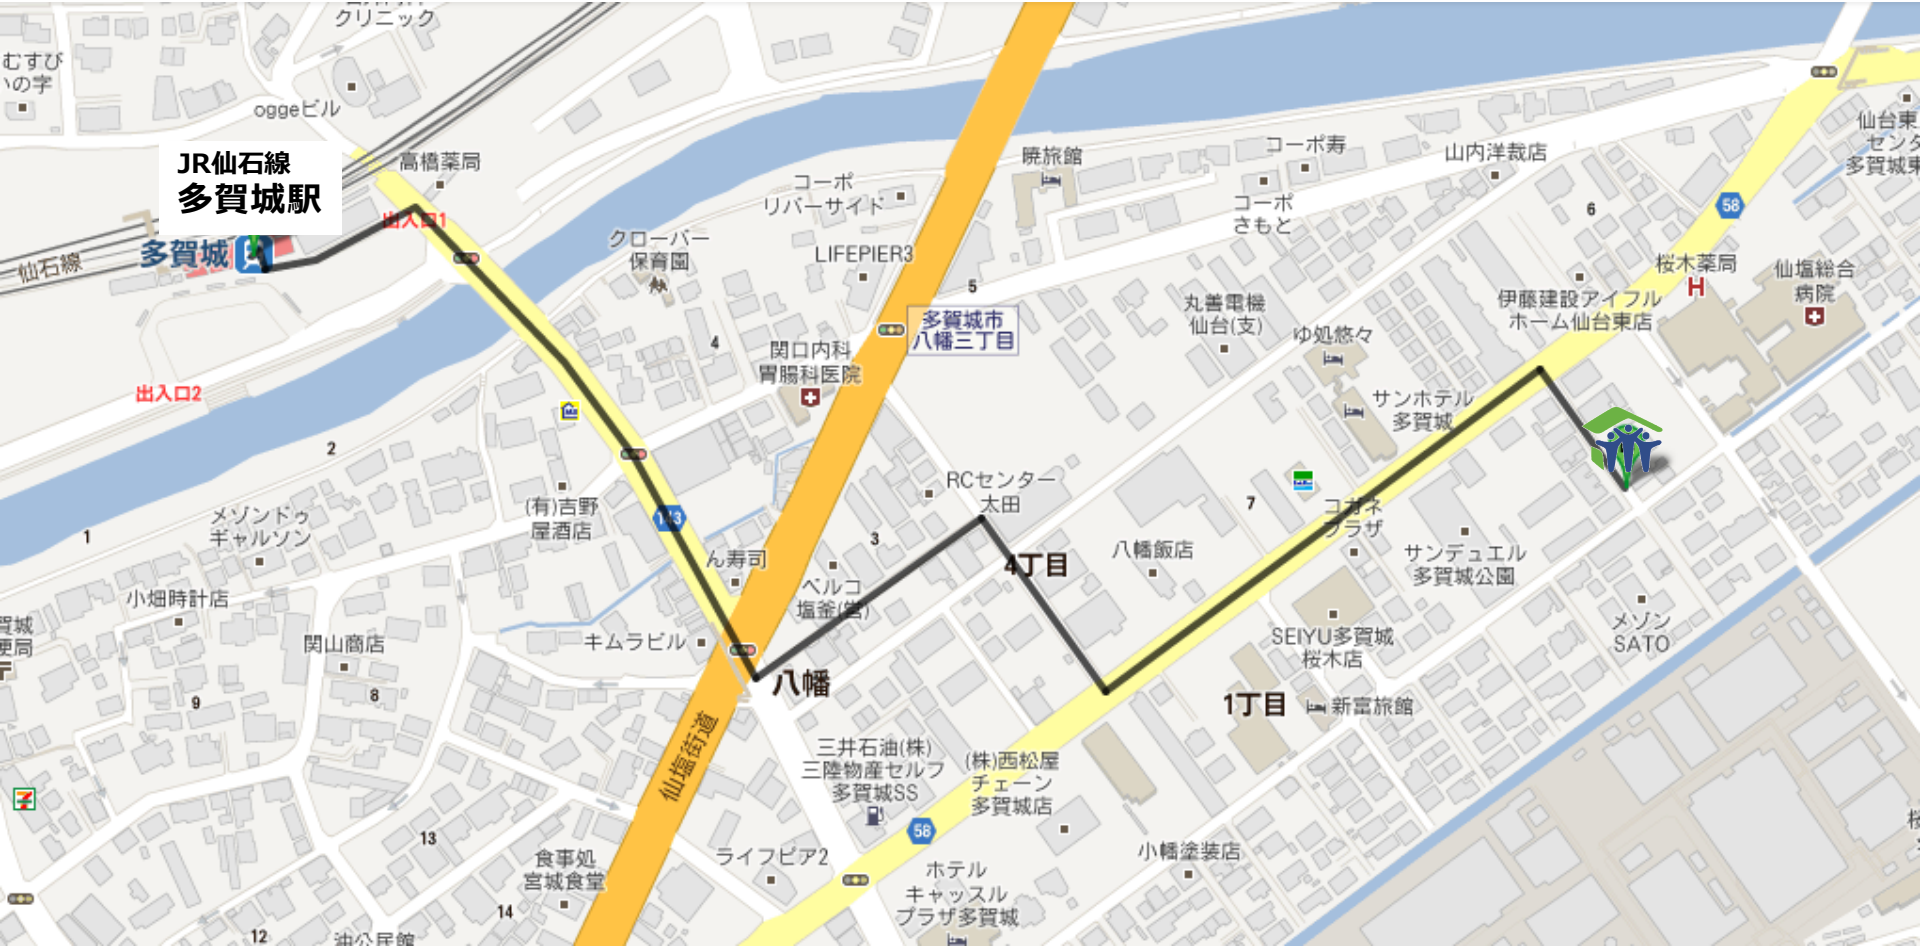 クリニック
むすび
いの字
oggeビル
高橋薬局
JR仙石線
多賀城駅
出入口1
多賀城
仙石線
出入口2
暁旅館
コーポ寿
山内洋裁店
仙台東
センタ
多賀城東
コーポ
リバーサイド
コーポ
さもと
6
58
クローバー
保育園
LIFEPIER3
5
桜木薬局
H
仙塩総合
病院
丸善電機
仙台(支)
伊藤建設アイフル
ホーム仙台東店
多賀城市
八幡三丁目
ゆ処悠々
4
関口内科
胃腸科医院
サンホテル
多賀城
2
RCセンター
太田
7
コガネ
プラザ
(有)吉野
屋酒店
143
メゾンドゥ
ギャルソン
1
3
ん寿司
4丁目
八幡飯店
サンデュエル
多賀城公園
ベルコ
塩釜(営)
小畑時計店
賀城
便局
関山商店
キムラビル
SEIYU多賀城
桜木店
メゾン
SATO
八幡
8
9
1丁目
新富旅館
仙塩街道
三井石油(株)
三陸物産セルフ
多賀城SS
(株)西松屋
チェーン
多賀城店
7
13
58
食事処
宮城食堂
ライフピア2
小幡塗装店
ホテル
キャッスル
プラザ多賀城
14
12
油公民館